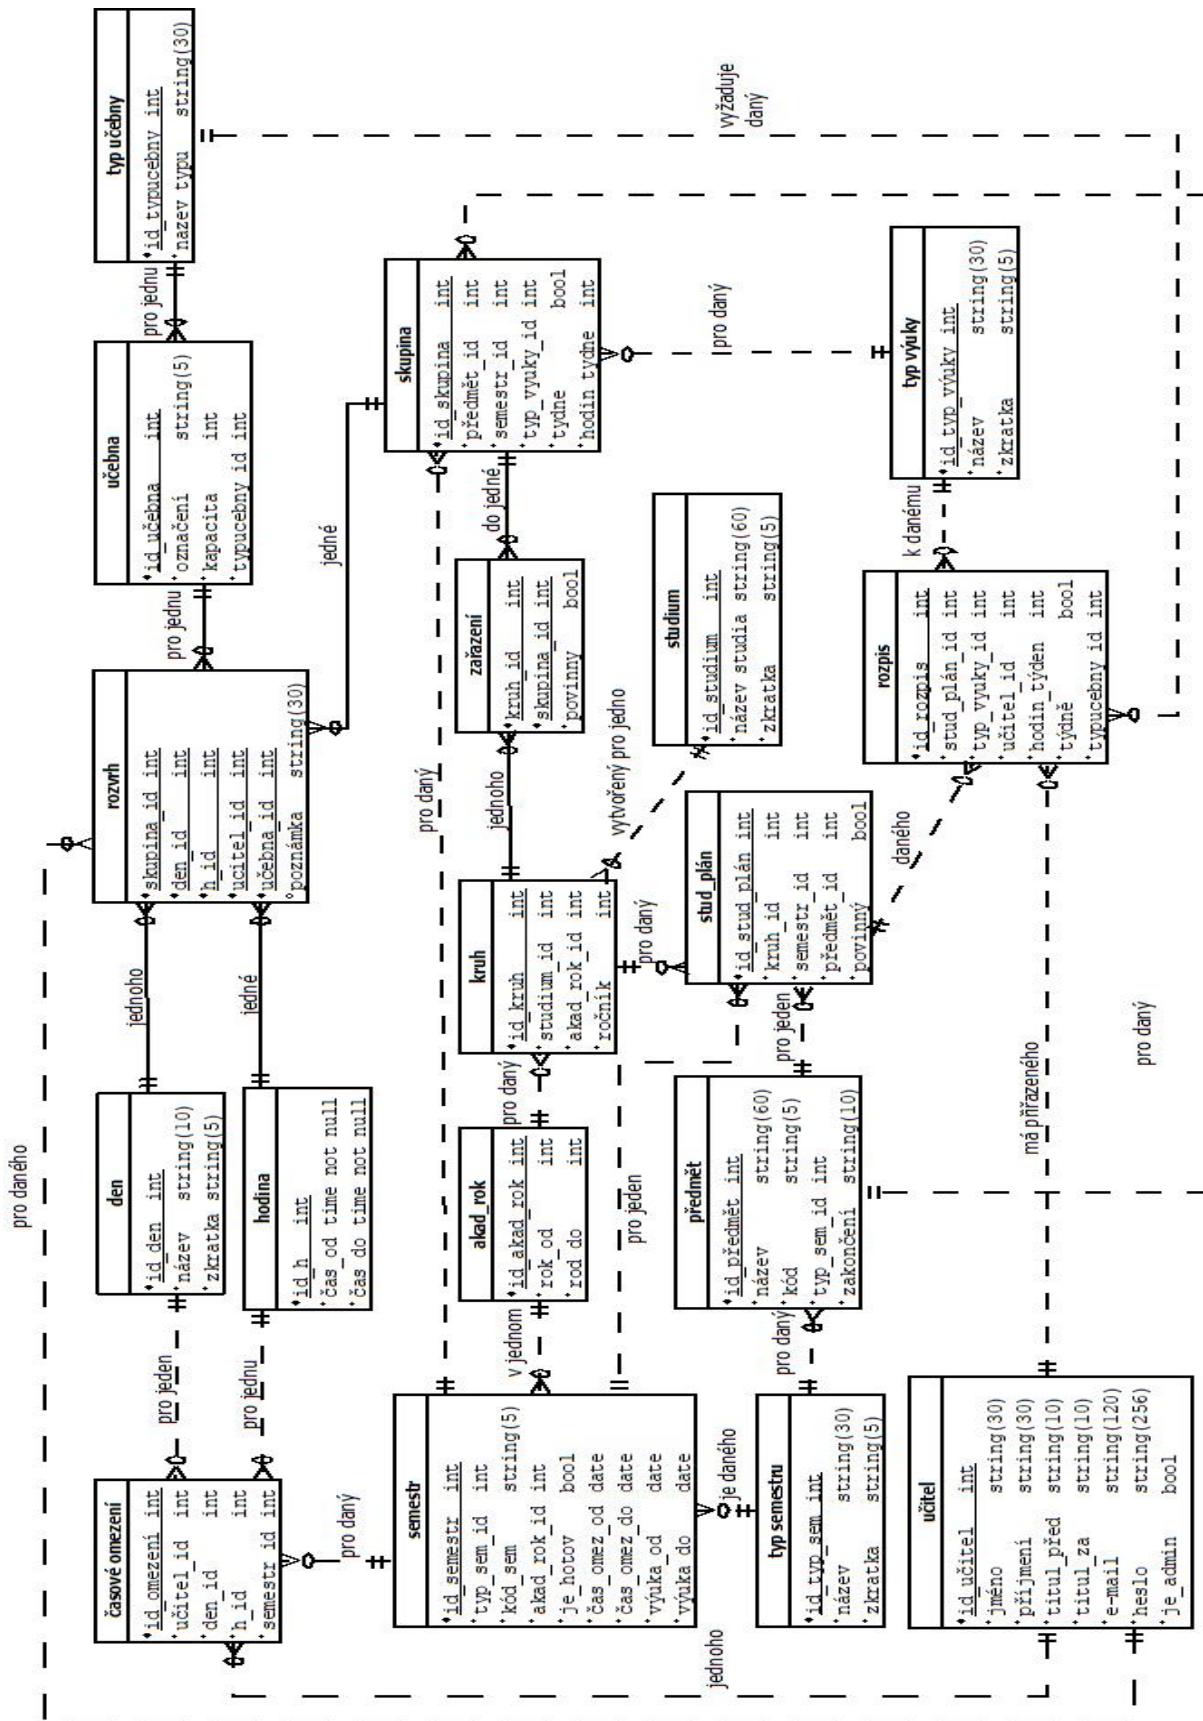 typ učebny
id_typucebny int
název typu string(30)
pro jednu
učebna
id_učebna int
označení string(5)
kapacita int
typucebny_id int
pro jednu
rozvrh
skupina_id int
den_id int
h_id int
ucitel_id int
učebna_id int
poznámka string(30)
jednoho
jedné
den
id_den int
název string(10)
zkratka string(5)
hodina
id_h int
čas_od time not null
čas do time not null
pro jeden
pro jednu
časové omezení
id_omezení int
učitel_id int
den_id int
h_id int
semestr_id int
pro daného
vyžaduje
daný
skupina
id_skupina int
předmět_id int
semestr_id int
typ_vyuky_id int
tydne bool
hodin_tydne int
jedné
do jedné
zařazení
kruh_id int
skupina_id int
povinny bool
pro daný
jednoho
kruh
id_kruh int
studium_id int
akad_rok_id int
ročník int
pro daný
akad_rok
id_akad_rok int
rok_od int
rod_do int
v jednom
pro jeden
semestr
id_semestr int
typ_sem_id int
kód_sem string(5)
akad_rok_id int
je_hotov bool
čas_omez_od date
čas_omez_do date
výuka_od date
výuka_do date
pro daný
je daného
vytvořený pro jedno
studium
id_studium int
název studia string(60)
zkratka string(5)
pro daný
stud_plán
id_stud_plán int
kruh_id int
semestr_id int
předmět_id int
povinný bool
pro jeden
daného
předmět
id_předmět int
název string(60)
kód string(5)
typ_sem_id int
zakončení string(10)
pro daný
typ semestru
id_typ_sem int
název string(30)
zkratka string(5)
pro daný
typ výuky
id_typ_výuky int
název string(30)
zkratka string(5)
k danému
rozpis
id_rozpis int
stud_plán_id int
typ_vyuky_id int
učitel_id int
hodin_týden int
týdně bool
typucebny_id int
má přiřazeného
pro daný
učitel
id_učitel int
jméno string(30)
příjmení string(30)
titul_před string(10)
titul_za string(10)
e-mail string(120)
heslo string(256)
je_admin bool
jednoho